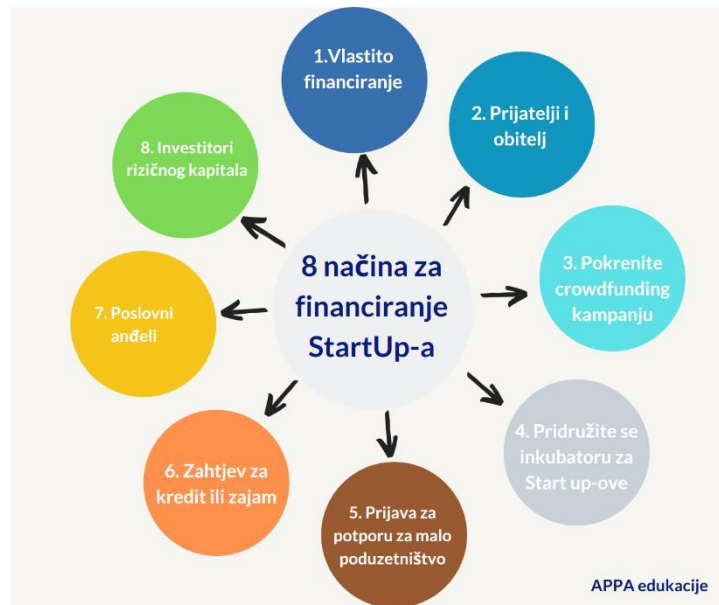 8 načina za
financiranje
StartUp-a
1.Vlastito
financiranje
2. Prijatelji i
obitelj
3. Pokrenite
crowdfunding
kampanju
4. Pridružite se
inkubatoru za
Start up-ove
5. Prijava za
potporu za malo
poduzetništvo
6. Zahtjev za
kredit ili zajam
7. Poslovni
anđeli
8. Investitori
rizičnog kapitala
APPA edukacije